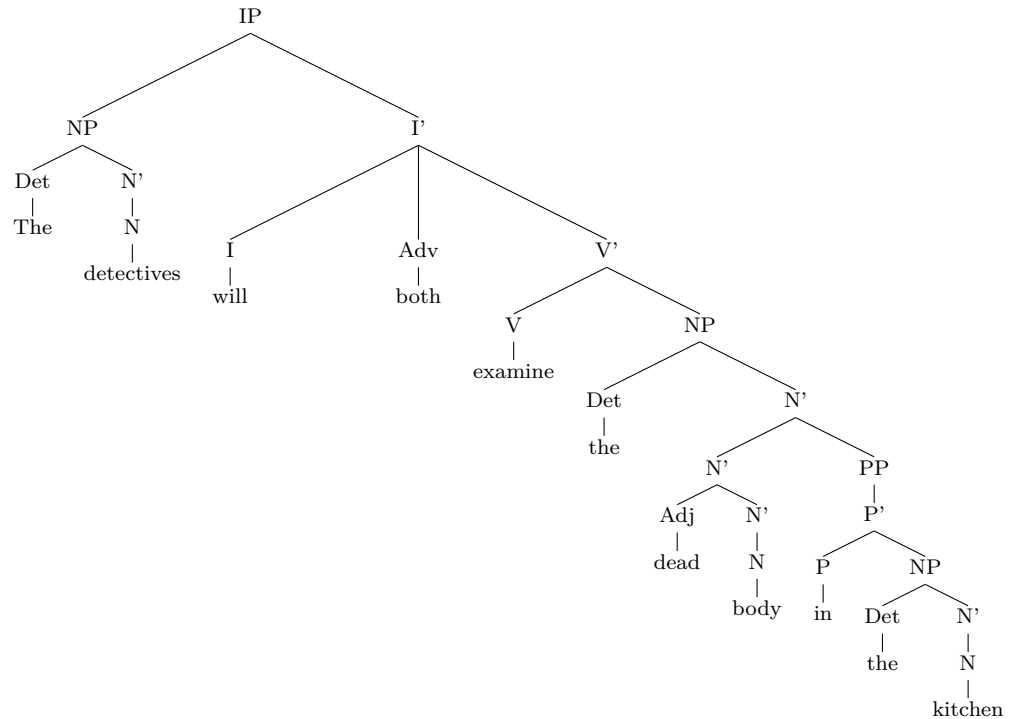 IP
NP I'
Det N'
The N
detectives
I Adv V'
will both
V NP
examine
Det N'
the
N' PP
Adj N' P'
dead N P NP
body in
Det N'
the N
kitchen